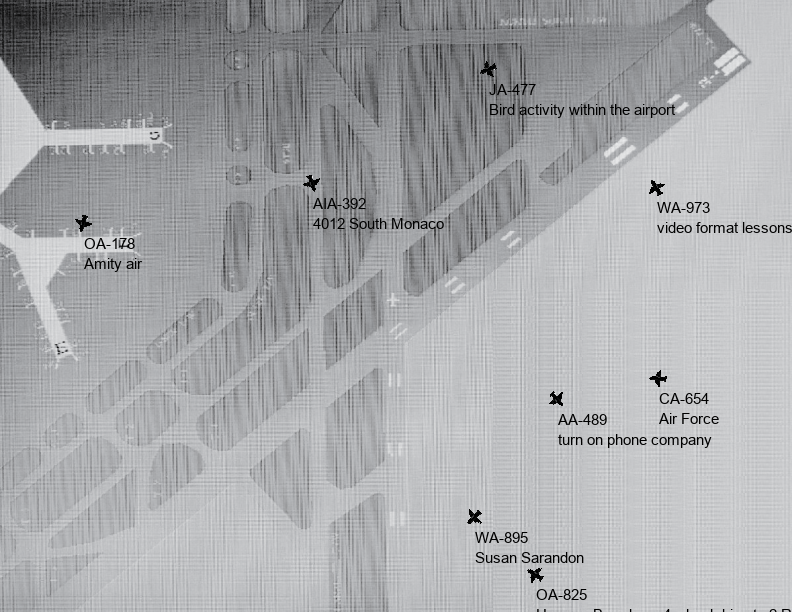 JA-477
Bird activity within the airport
AIA-392
4012 South Monaco
WA-973
video format lessons
OA-178
Amity air
CA-654
Air Force
AA-489
turn on phone company
WA-895
Susan Sarandon
OA-825